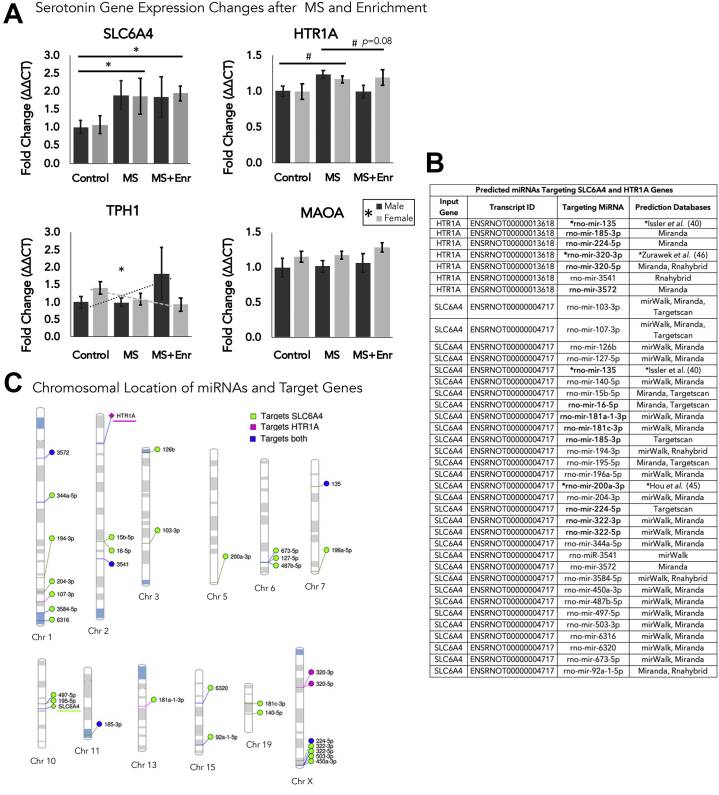 A
Serotonin Gene Expression Changes after MS and Enrichment
SLC6A4
Fold Change (ΔΔCT)
3.0
2.5
2.0
1.5
1.0
0.5
0.0
*
*
Control MS MS+Enr
HTR1A
Fold Change (ΔΔCT)
1.5
1.0
0.5
0.0
# p=0.08
#
Control MS MS+Enr
TPH1
Fold Change (ΔΔCT)
3.0
2.5
2.0
1.5
1.0
0.5
0.0
*
Control MS MS+Enr
* Male
Female
MAOA
Fold Change (ΔΔCT)
1.5
1.0
0.5
0.0
Control MS MS+Enr
B
Predicted miRNAs Targeting SLC6A4 and HTR1A Genes
Input Gene Transcript ID Targeting MiRNA Prediction Databases
HTR1A ENSRNOT00000013618 *rno-mir-135 *Issler et al. (40)
HTR1A ENSRNOT00000013618 rno-mir-185-3p Miranda
HTR1A ENSRNOT00000013618 rno-mir-224-5p Miranda
HTR1A ENSRNOT00000013618 *rno-mir-320-3p *Zurawek et al. (46)
HTR1A ENSRNOT00000013618 rno-mir-320-5p Miranda, Rnahybrid
HTR1A ENSRNOT00000013618 rno-mir-3541 Rnahybrid
HTR1A ENSRNOT00000013618 rno-mir-3572 Miranda
SLC6A4 ENSRNOT00000004717 rno-mir-103-3p mirWalk, Miranda, Targetscan
SLC6A4 ENSRNOT00000004717 rno-mir-107-3p mirWalk, Miranda, Targetscan
SLC6A4 ENSRNOT00000004717 rno-mir-126b mirWalk, Miranda
SLC6A4 ENSRNOT00000004717 rno-mir-127-5p mirWalk, Miranda
SLC6A4 ENSRNOT00000004717 *rno-mir-135 *Issler et al. (40)
SLC6A4 ENSRNOT00000004717 rno-mir-140-5p mirWalk, Miranda
SLC6A4 ENSRNOT00000004717 rno-mir-15b-5p Miranda, Targetscan
SLC6A4 ENSRNOT00000004717 rno-mir-16-5p Miranda, Targetscan
SLC6A4 ENSRNOT00000004717 rno-mir-181a-1-3p mirWalk, Miranda
SLC6A4 ENSRNOT00000004717 rno-mir-181c-3p mirWalk, Miranda
SLC6A4 ENSRNOT00000004717 rno-mir-185-3p Targetscan
SLC6A4 ENSRNOT00000004717 rno-mir-194-3p mirWalk, Rnahybrid
SLC6A4 ENSRNOT00000004717 rno-mir-195-5p Miranda, Targetscan
SLC6A4 ENSRNOT00000004717 rno-mir-196a-5p mirWalk, Miranda
SLC6A4 ENSRNOT00000004717 *rno-mir-200a-3p *Hou et al. (45)
SLC6A4 ENSRNOT00000004717 rno-mir-204-3p mirWalk, Miranda
SLC6A4 ENSRNOT00000004717 rno-mir-224-5p Targetscan
SLC6A4 ENSRNOT00000004717 rno-mir-322-3p mirWalk, Miranda
SLC6A4 ENSRNOT00000004717 rno-mir-322-5p mirWalk, Miranda
SLC6A4 ENSRNOT00000004717 rno-mir-344a-5p mirWalk, Miranda
SLC6A4 ENSRNOT00000004717 rno-miR-3541 mirWalk
SLC6A4 ENSRNOT00000004717 rno-mir-3572 Miranda
SLC6A4 ENSRNOT00000004717 rno-mir-3584-5p mirWalk, Rnahybrid
SLC6A4 ENSRNOT00000004717 rno-mir-450a-3p mirWalk, Miranda
SLC6A4 ENSRNOT00000004717 rno-mir-487b-5p mirWalk, Miranda
SLC6A4 ENSRNOT00000004717 rno-mir-497-5p mirWalk, Miranda
SLC6A4 ENSRNOT00000004717 rno-mir-503-3p mirWalk, Miranda
SLC6A4 ENSRNOT00000004717 rno-mir-6316 mirWalk, Miranda
SLC6A4 ENSRNOT00000004717 rno-mir-6320 mirWalk, Miranda
SLC6A4 ENSRNOT00000004717 rno-mir-673-5p mirWalk, Miranda
SLC6A4 ENSRNOT00000004717 rno-mir-92a-1-5p Miranda, Rnahybrid
C
Chromosomal Location of miRNAs and Target Genes
Targets SLC6A4
Targets HTR1A
Targets both
3572
344a-5p
194-3p
204-3p
107-3p
3584-5p
6316
Chr 1
HTR1A
15b-5p
16-5p
3541
Chr 2
126b
103-3p
Chr 3
200a-3p
Chr 5
673-5p
127-5p
487b-5p
Chr 6
135
196a-5p
Chr 7
497-5p
195-5p
SLC6A4
Chr 10
185-3p
Chr 11
181a-1-3p
Chr 13
6320
92a-1-5p
Chr 15
181c-3p
140-5p
Chr 19
320-3p
320-5p
224-5p
322-3p
322-5p
503-3p
450a-3p
Chr X